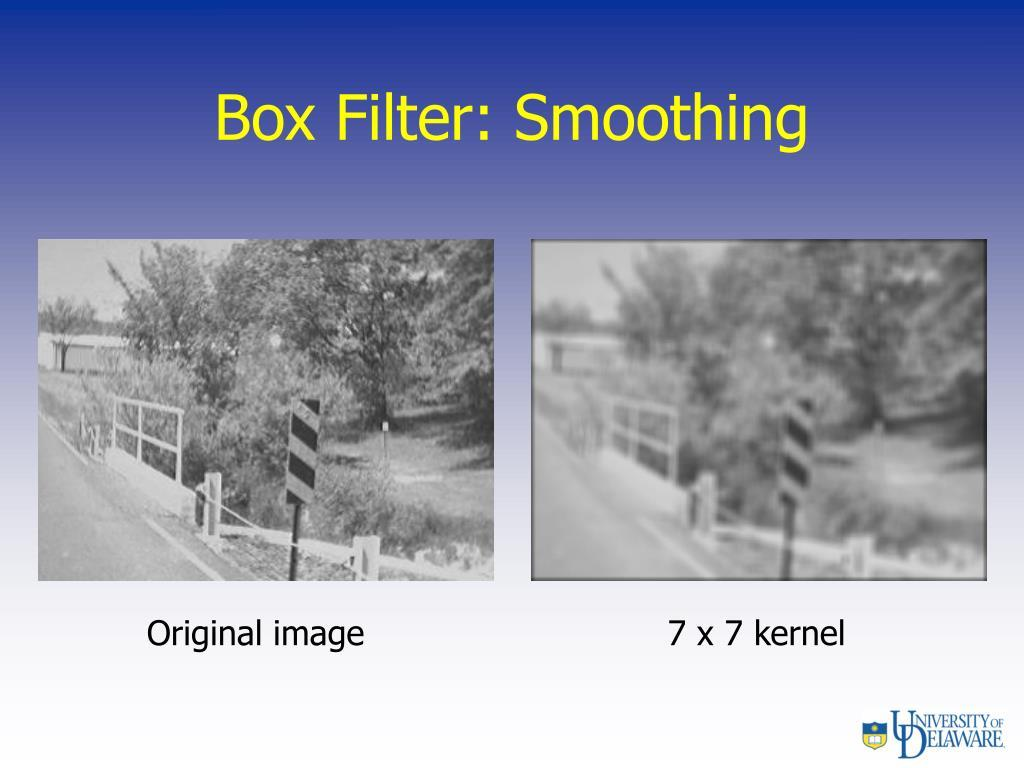 Box Filter: Smoothing
Original image
7 x 7 kernel
UNIVERSITY OF
DELAWARE